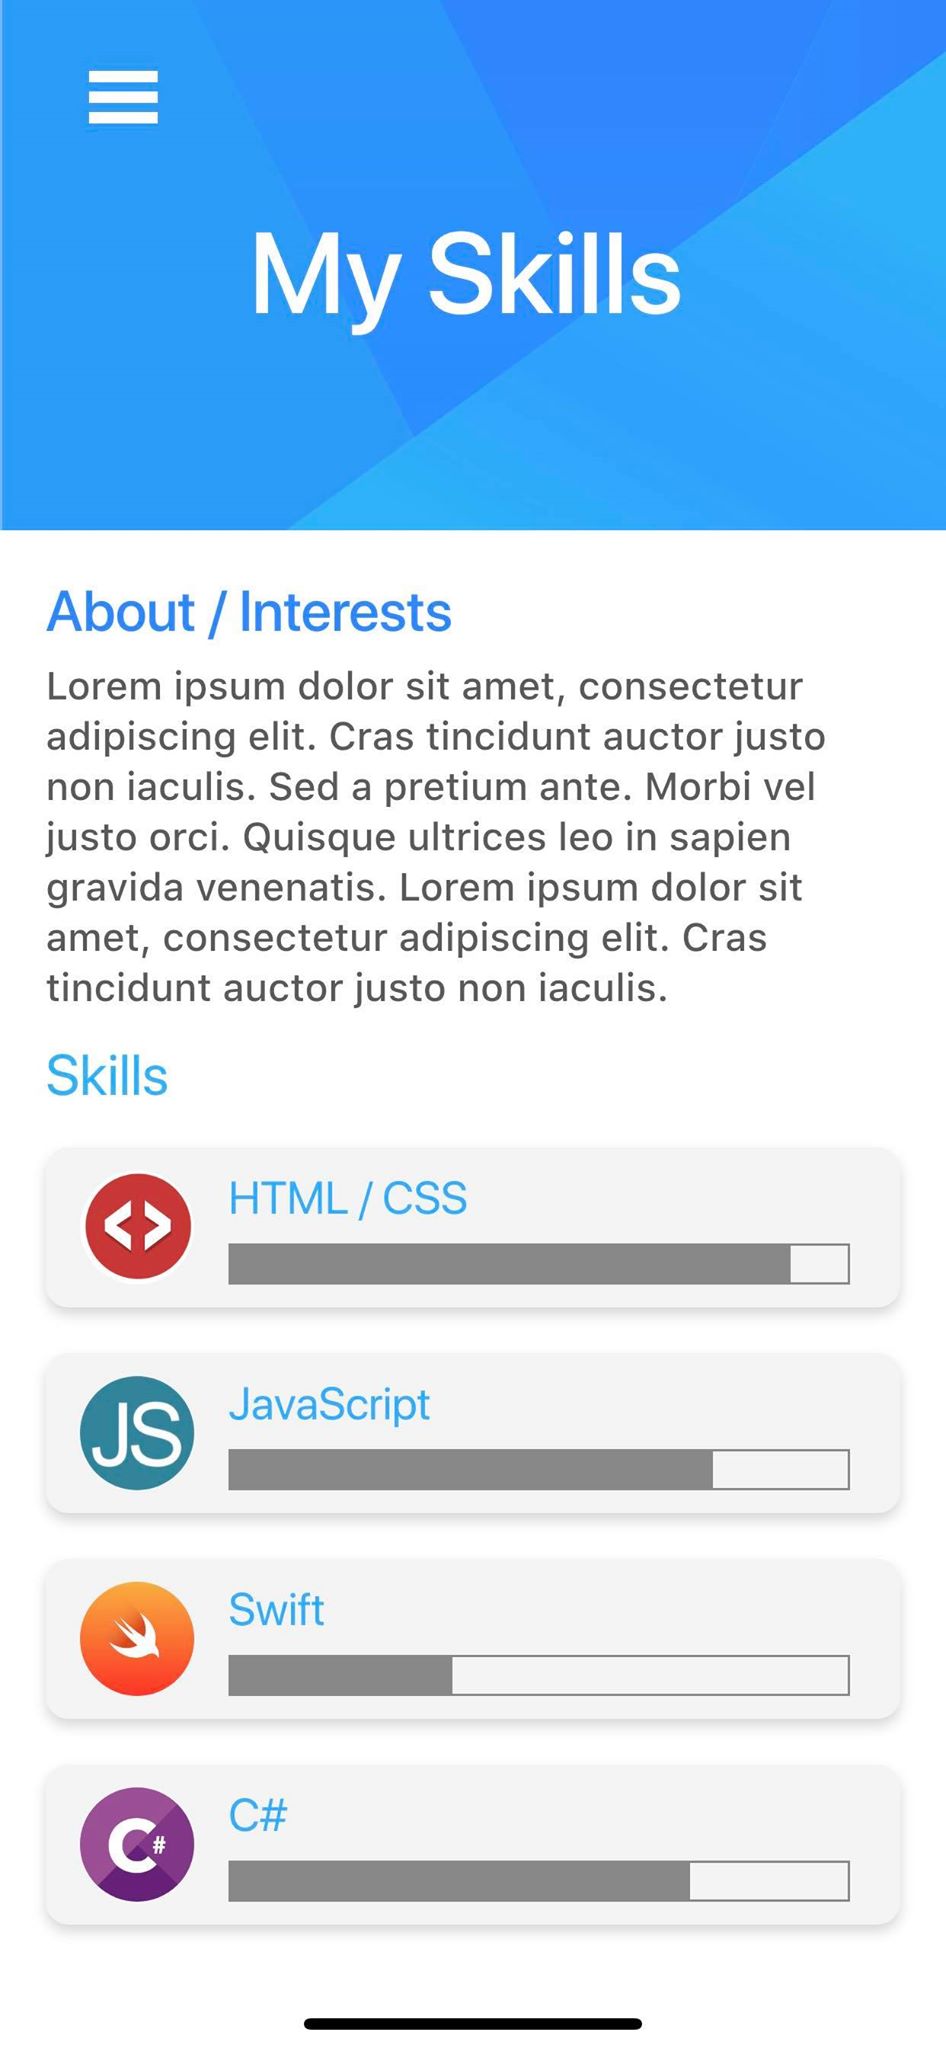 My Skills
About / Interests
Lorem ipsum dolor sit amet, consectetur
adipiscing elit. Cras tincidunt auctor justo
non iaculis. Sed a pretium ante. Morbi vel
justo orci. Quisque ultrices leo in sapien
gravida venenatis. Lorem ipsum dolor sit
amet, consectetur adipiscing elit. Cras
tincidunt auctor justo non iaculis.
Skills
<>
HTML / CSS
JS
JavaScript
Swift
C#
C#